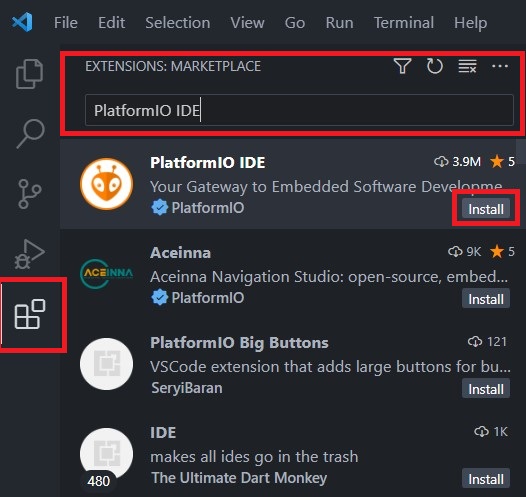 File Edit Selection View Go Run Terminal Help
EXTENSIONS: MARKETPLACE
PlatformIO IDE
PlatformIO IDE 3.9M 5
Your Gateway to Embedded Software Developme...
PlatformIO Install
Aceinna 9K 5
ACEINNA
Aceinna Navigation Studio: open-source, embed...
PlatformIO Install
PlatformIO Big Buttons 121
VSCode extension that adds large buttons for bu...
SeryiBaran Install
IDE 1K
makes all ides go in the trash
480 The Ultimate Dart Monkey Install